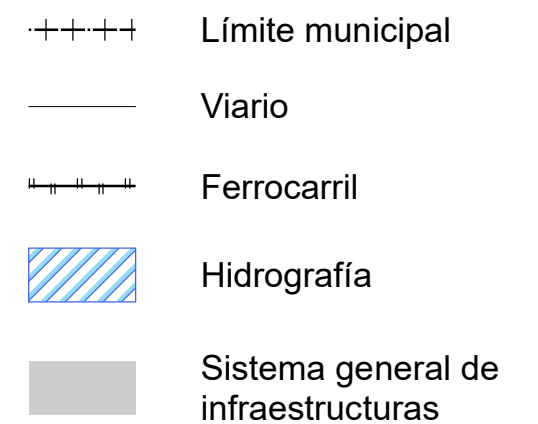 Límite municipal
Viario
Ferrocarril
Hidrografía
Sistema general de
infraestructuras